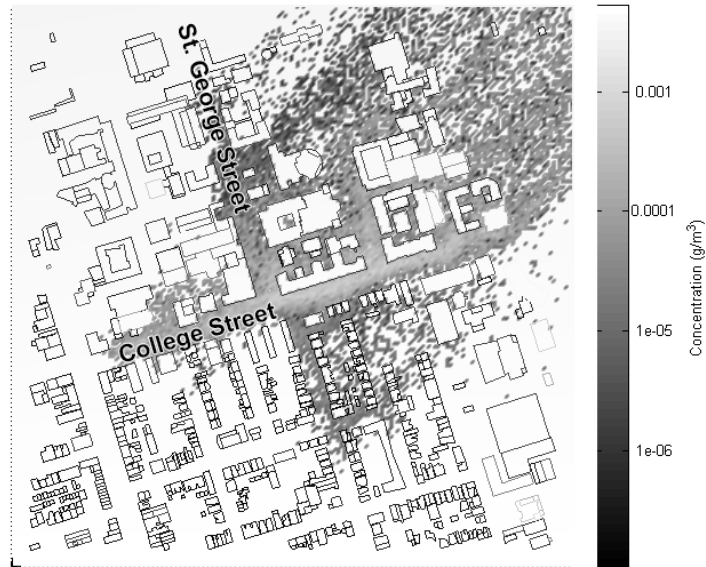 St. George Street
College Street
0.001
0.0001
1e-05
1e-06
Concentration (g/m³)